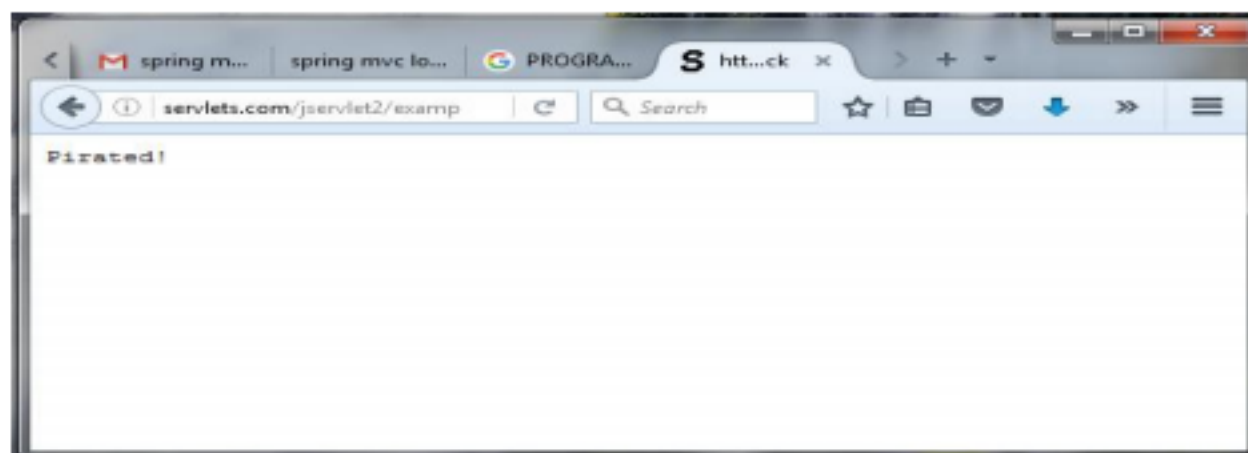 spring m... spring mvc lo... PROGRA... S htt...ck
servlets.com/jservlet2/examp Search
Pirated!